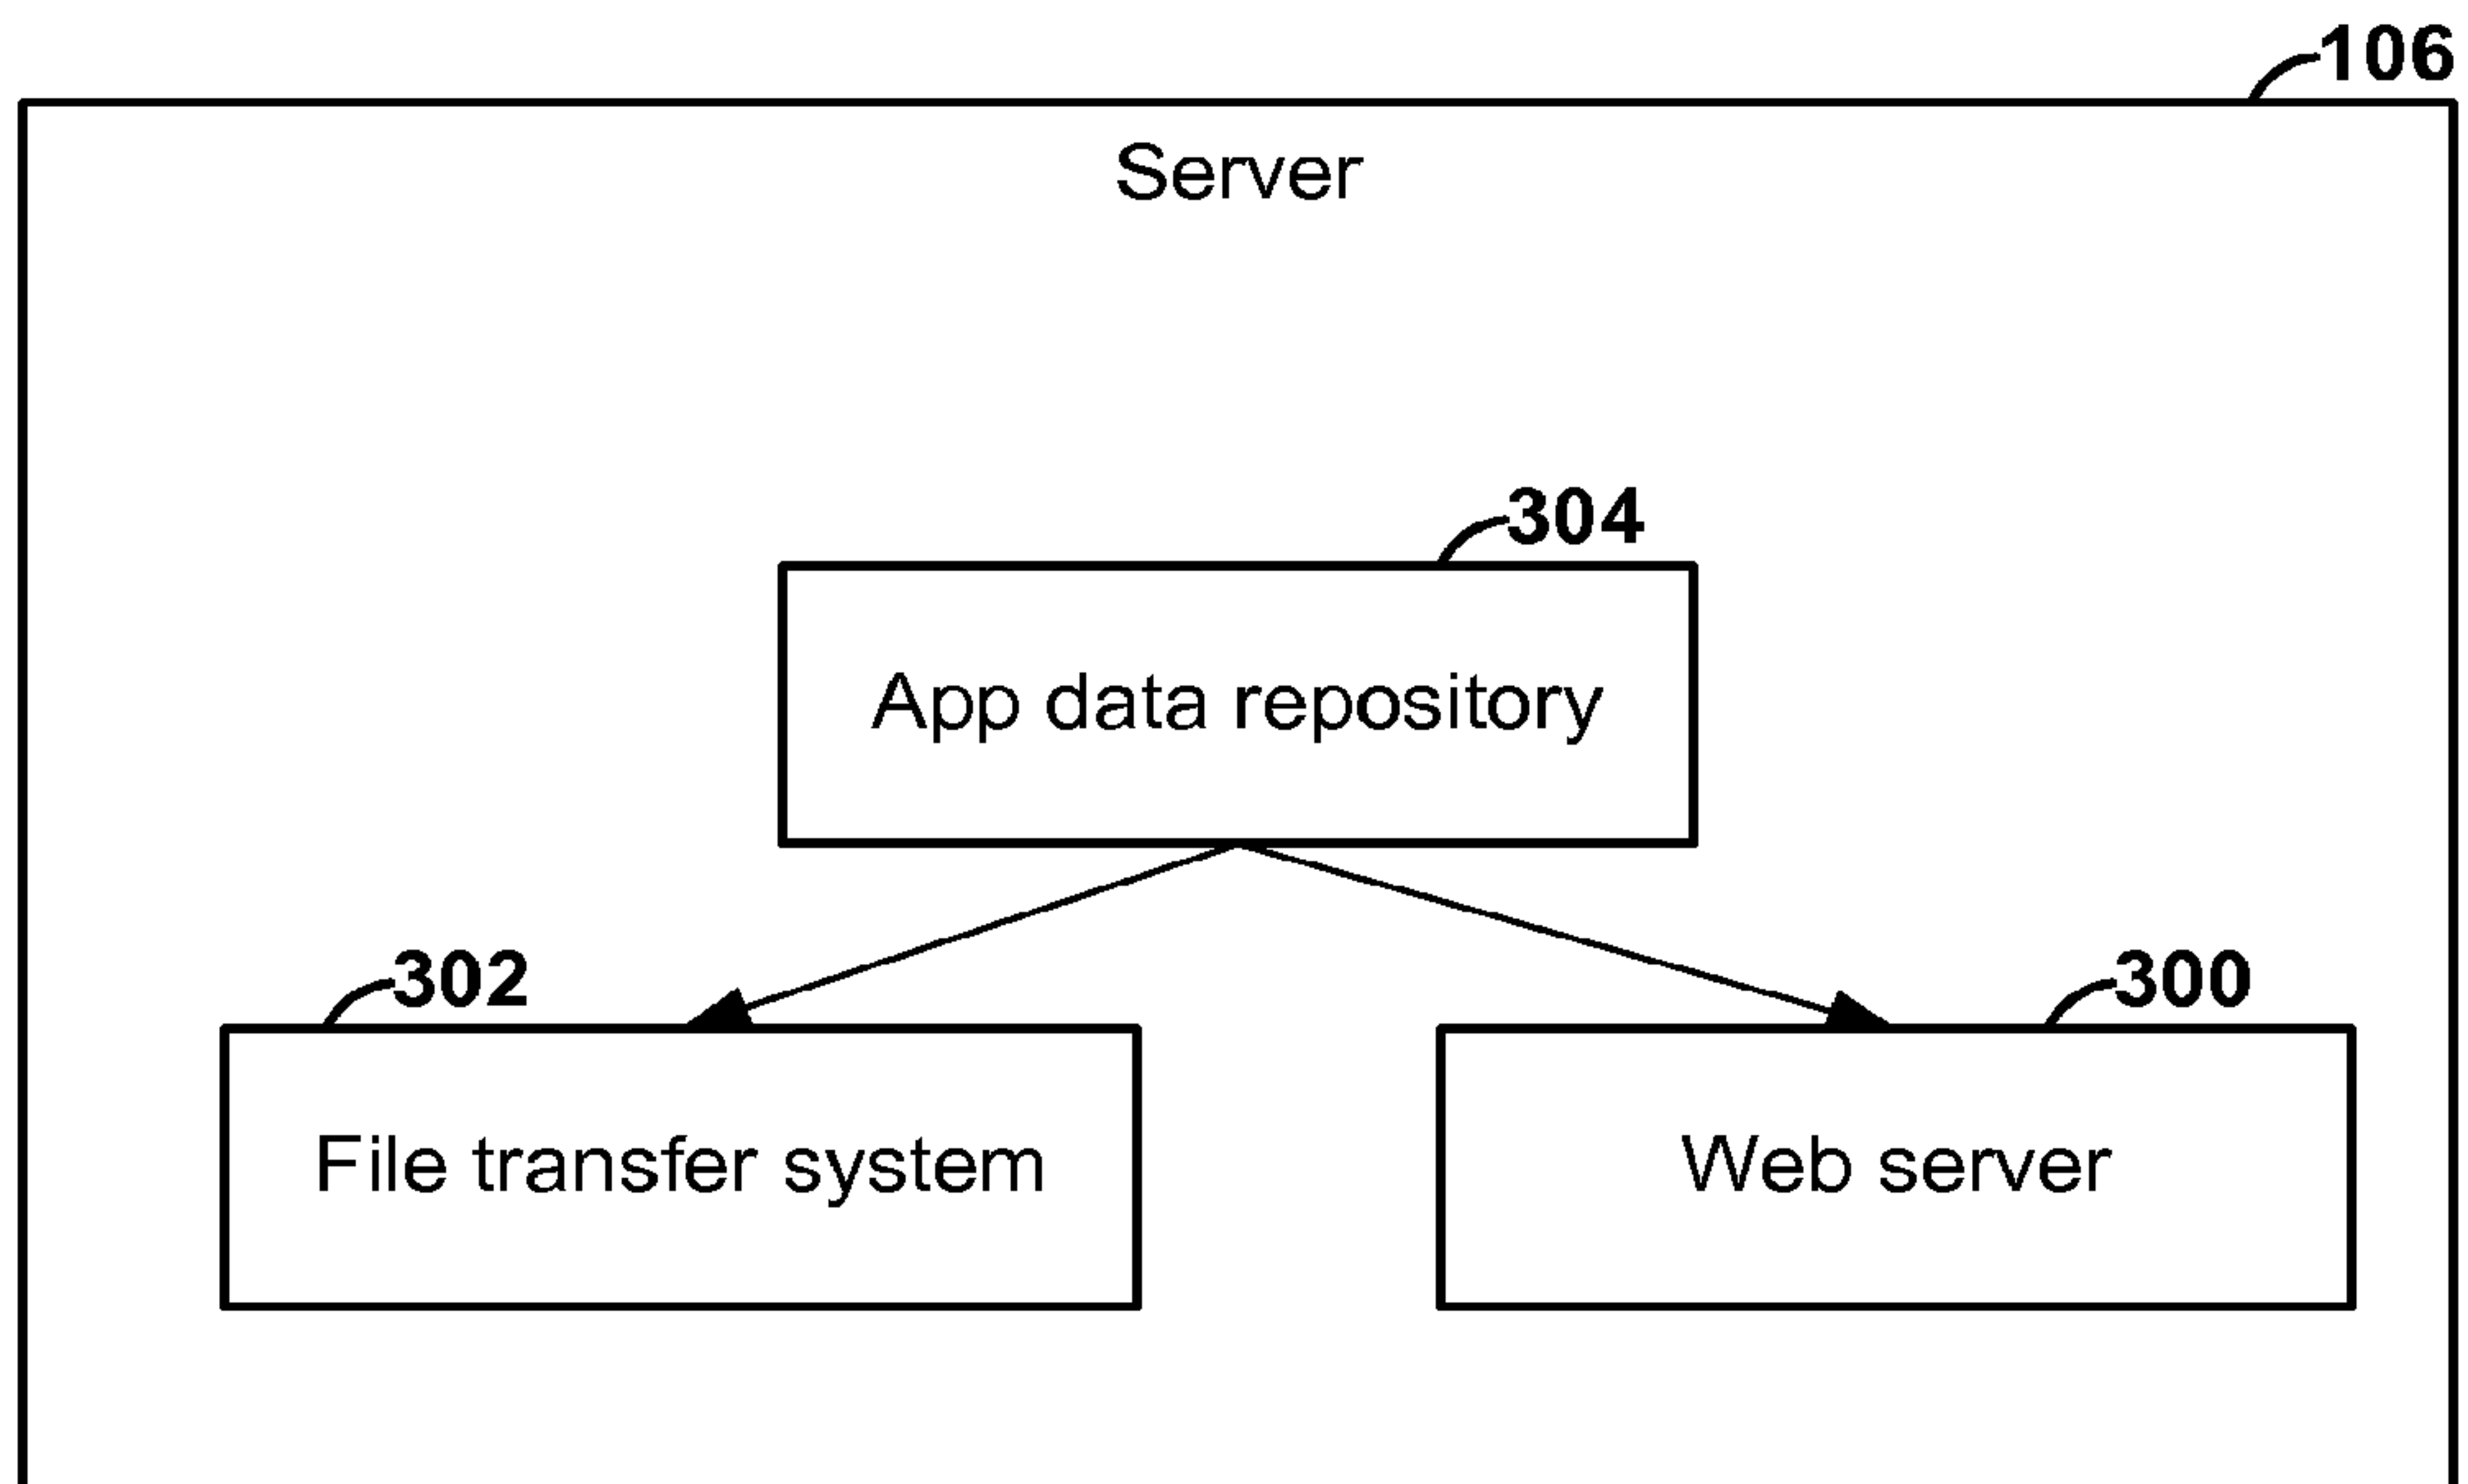 106
Server
304
App data repository
302
300
File transfer system
Web server